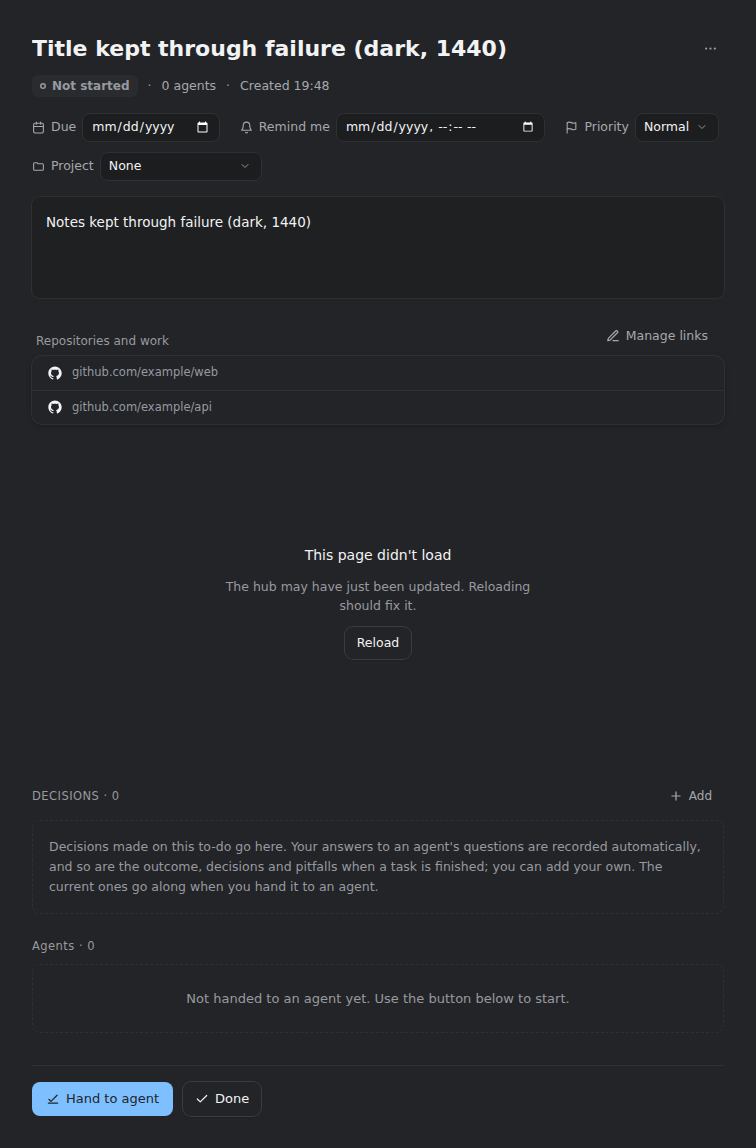 Title kept through failure (dark, 1440)
Not started · 0 agents · Created 19:48
Due mm/dd/yyyy Remind me mm/dd/yyyy, --:-- -- Priority Normal
Project None
Notes kept through failure (dark, 1440)
Manage links
Repositories and work
github.com/example/web
github.com/example/api
This page didn't load
The hub may have just been updated. Reloading
should fix it.
Reload
DECISIONS · 0
Add
Decisions made on this to-do go here. Your answers to an agent's questions are recorded automatically,
and so are the outcome, decisions and pitfalls when a task is finished; you can add your own. The
current ones go along when you hand it to an agent.
Agents · 0
Not handed to an agent yet. Use the button below to start.
Hand to agent Done